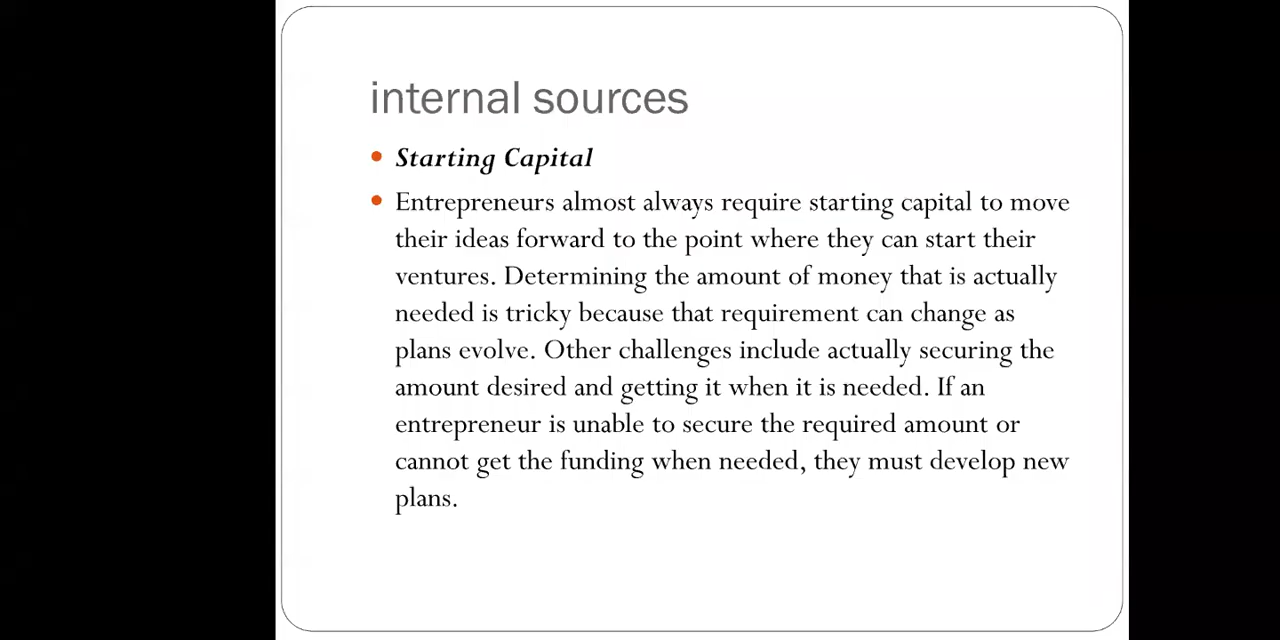 internal sources
Starting Capital
Entrepreneurs almost always require starting capital to move
their ideas forward to the point where they can start their
ventures. Determining the amount of money that is actually
needed is tricky because that requirement can change as
plans evolve. Other challenges include actually securing the
amount desired and getting it when it is needed. If an
entrepreneur is unable to secure the required amount or
cannot get the funding when needed, they must develop new
plans.